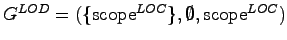 G^{LOD} = ({scope^{LOC}}, ∅, scope^{LOC})